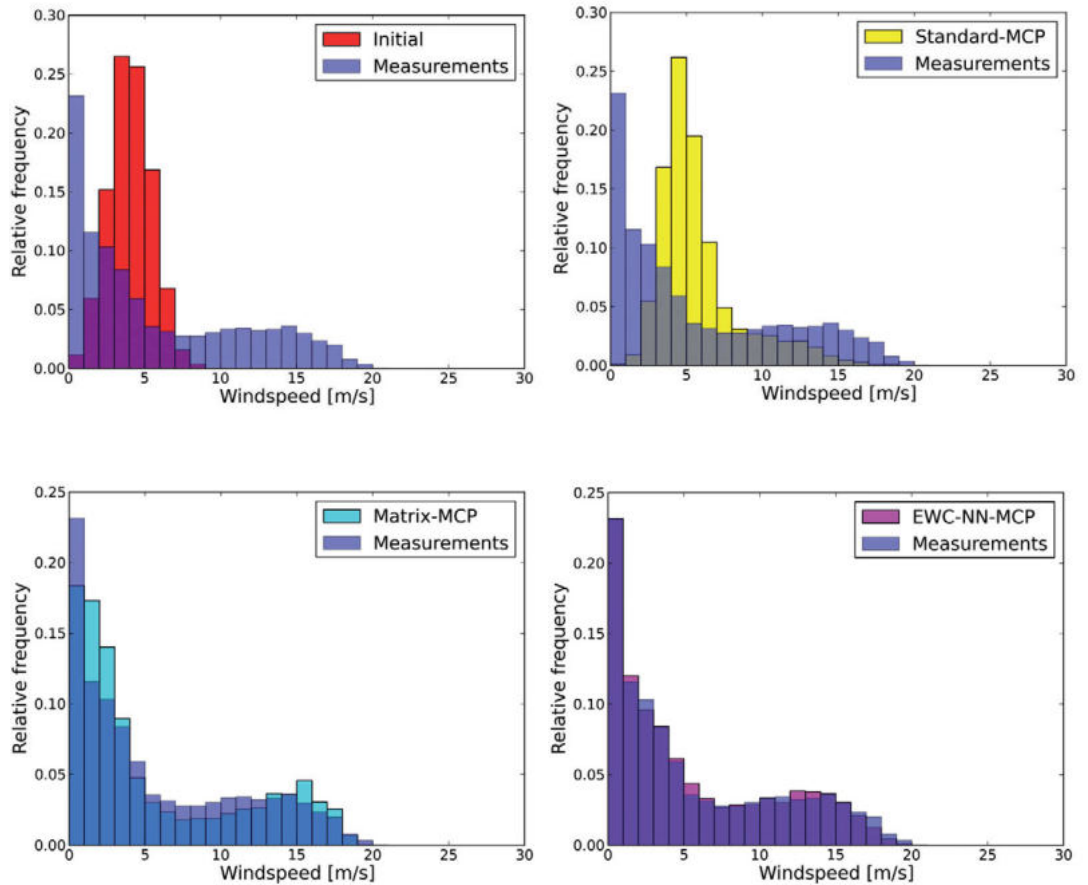 0.30
0.25
0.20
0.15
0.10
0.05
0.00
Relative frequency
Initial
Measurements
0 5 10 15 20 25 30
Windspeed [m/s]
0.30
0.25
0.20
0.15
0.10
0.05
0.00
Relative frequency
Standard-MCP
Measurements
0 5 10 15 20 25 30
Windspeed [m/s]
0.25
0.20
0.15
0.10
0.05
0.00
Relative frequency
Matrix-MCP
Measurements
0 5 10 15 20 25 30
Windspeed [m/s]
0.25
0.20
0.15
0.10
0.05
0.00
Relative frequency
EWC-NN-MCP
Measurements
0 5 10 15 20 25 30
Windspeed [m/s]